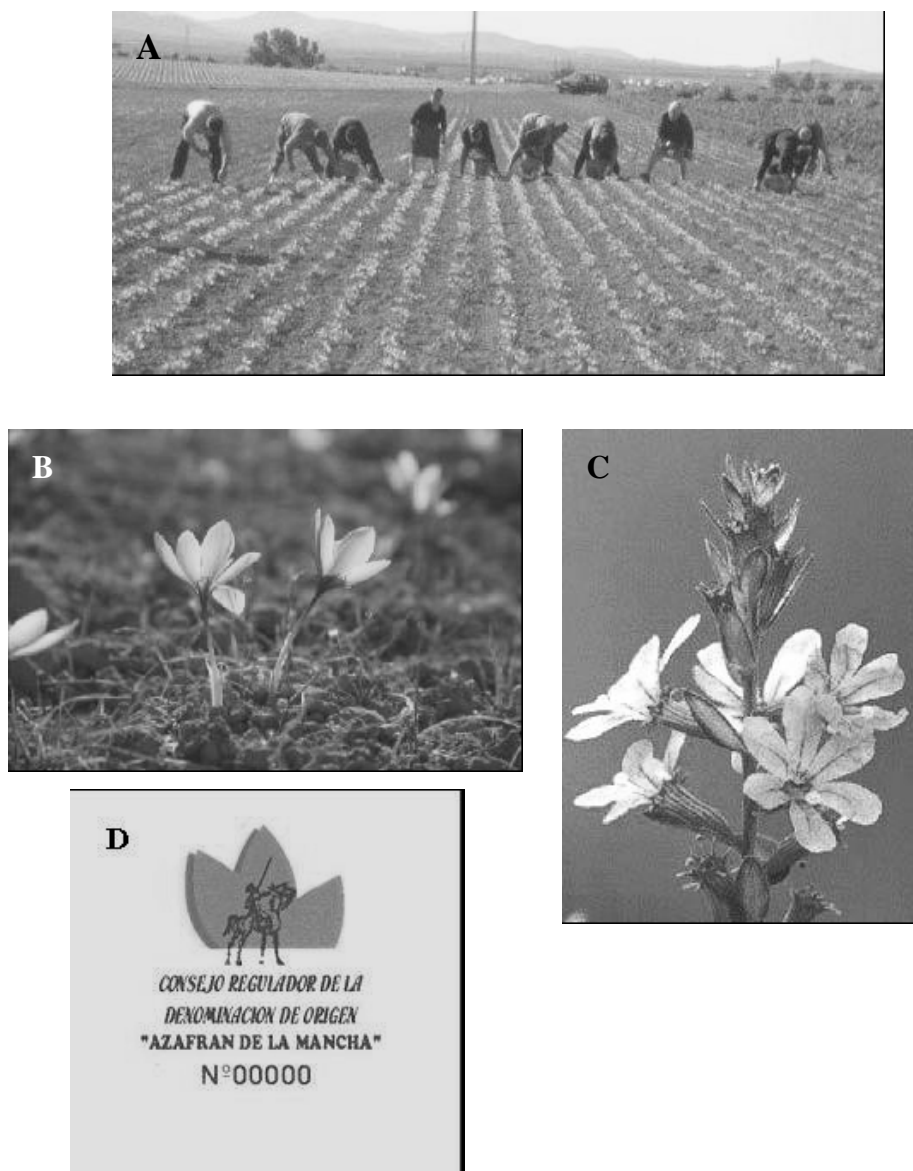 A
B
C
D
CONSEJO REGULADOR DE LA
DENOMINACION DE ORIGEN
"AZAFRAN DE LA MANCHA"
Nº00000